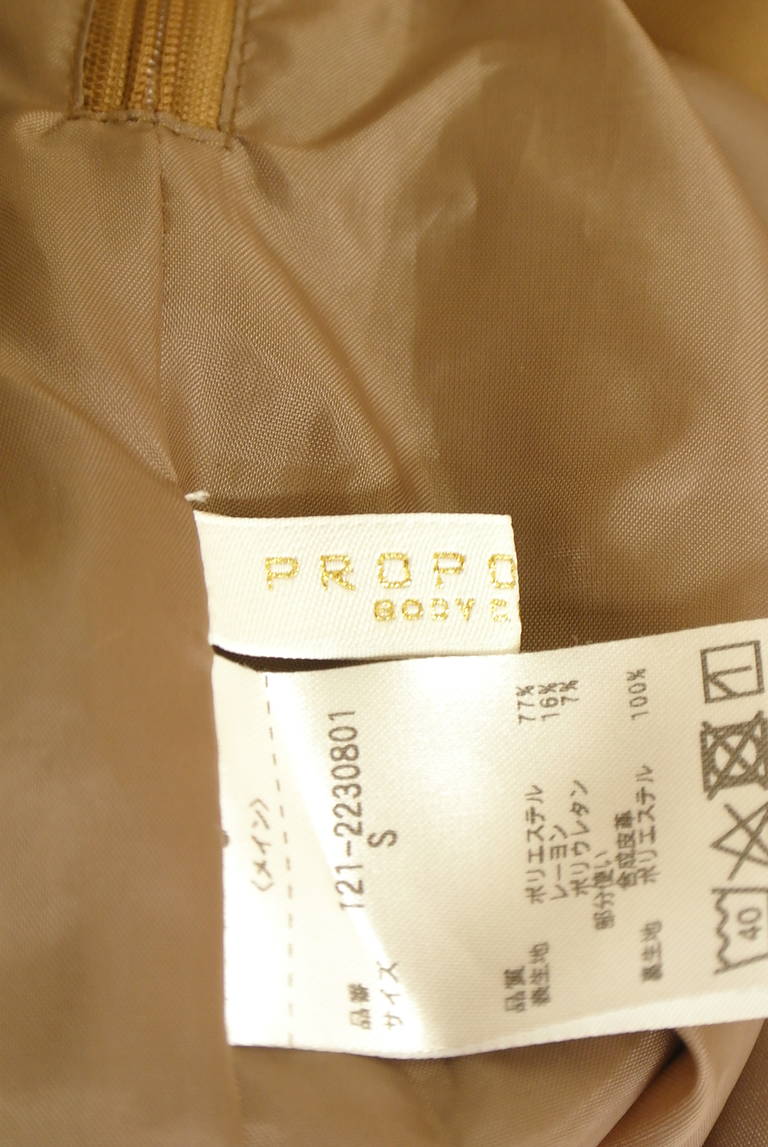 PROPO
BODY
〈メイン〉
品番 121-2230801
サイズ S
品質
表生地 ポリエステル 77%
レーヨン 16%
ポリウレタン 7%
部分使い
合成皮革
裏生地 ポリエステル 100%
40